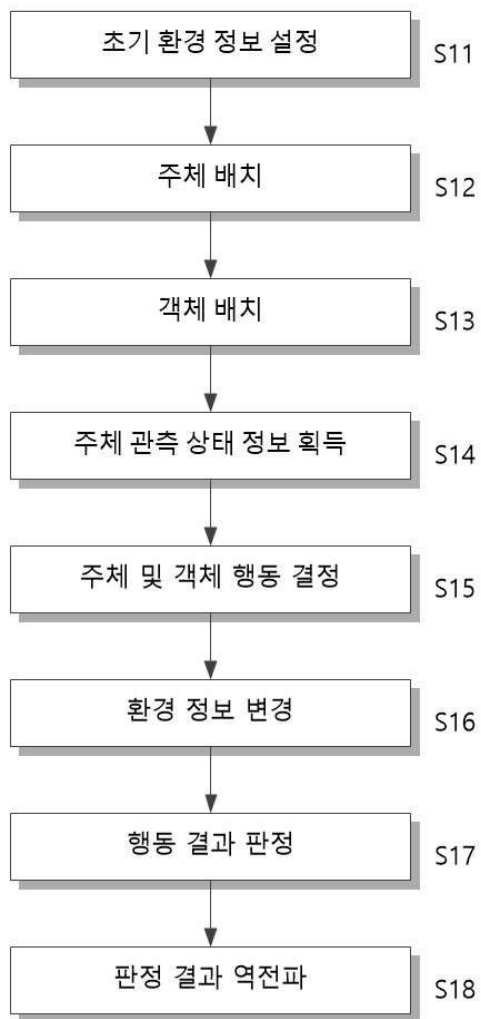 초기 환경 정보 설정
S11
주체 배치
S12
객체 배치
S13
주체 관측 상태 정보 획득
S14
주체 및 객체 행동 결정
S15
환경 정보 변경
S16
행동 결과 판정
S17
판정 결과 역전파
S18